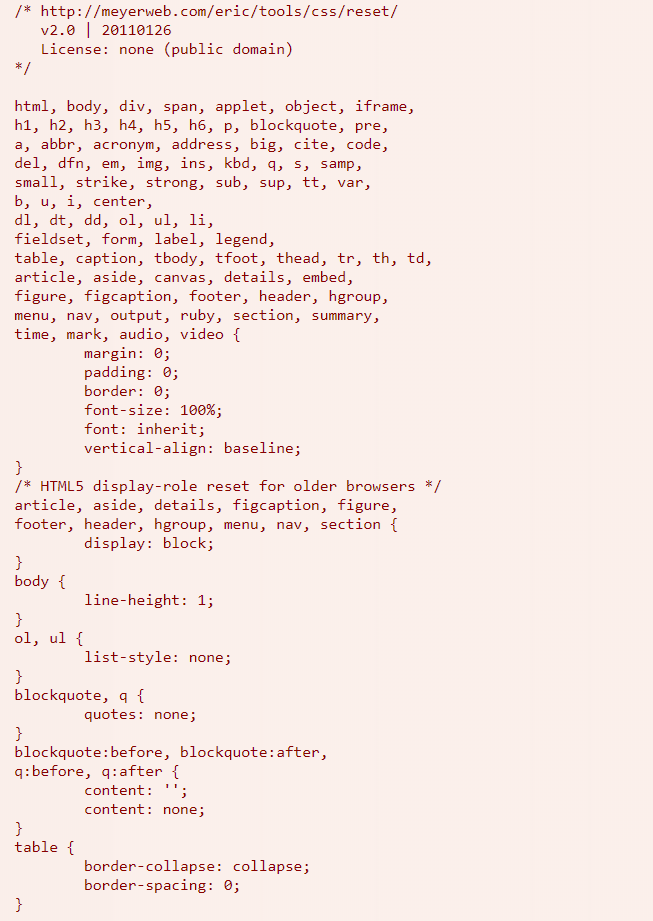 /* http://meyerweb.com/eric/tools/css/reset/
   v2.0 | 20110126
   License: none (public domain)
*/

html, body, div, span, applet, object, iframe,
h1, h2, h3, h4, h5, h6, p, blockquote, pre,
a, abbr, acronym, address, big, cite, code,
del, dfn, em, img, ins, kbd, q, s, samp,
small, strike, strong, sub, sup, tt, var,
b, u, i, center,
dl, dt, dd, ol, ul, li,
fieldset, form, label, legend,
table, caption, tbody, tfoot, thead, tr, th, td,
article, aside, canvas, details, embed,
figure, figcaption, footer, header, hgroup,
menu, nav, output, ruby, section, summary,
time, mark, audio, video {
        margin: 0;
        padding: 0;
        border: 0;
        font-size: 100%;
        font: inherit;
        vertical-align: baseline;
}
/* HTML5 display-role reset for older browsers */
article, aside, details, figcaption, figure,
footer, header, hgroup, menu, nav, section {
        display: block;
}
body {
        line-height: 1;
}
ol, ul {
        list-style: none;
}
blockquote, q {
        quotes: none;
}
blockquote:before, blockquote:after,
q:before, q:after {
        content: '';
        content: none;
}
table {
        border-collapse: collapse;
        border-spacing: 0;
}